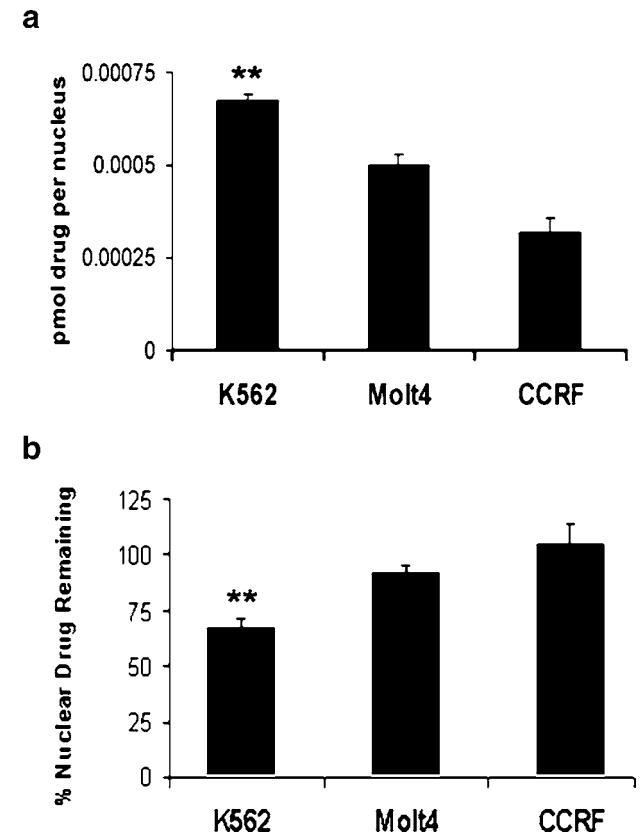 a
pmol drug per nucleus
0.00075
0.0005
0.00025
0
**
K562 Molt4 CCRF
b
% Nuclear Drug Remaining
125
100
75
50
25
0
**
K562 Molt4 CCRF